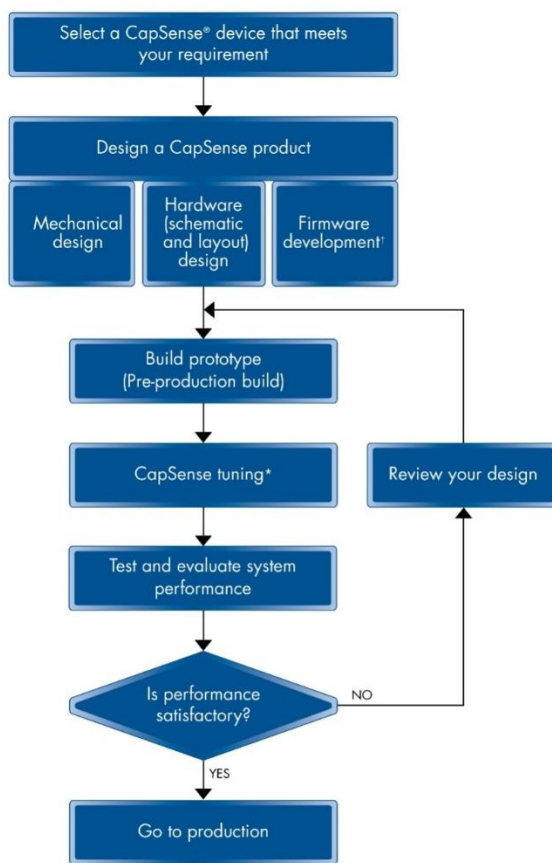 Select a CapSense® device that meets
your requirement
Design a CapSense product
Mechanical
design
Hardware
(schematic
and layout)
design
Firmware
development†
Build prototype
(Pre-production build)
CapSense tuning*
Review your design
Test and evaluate system
performance
Is performance
satisfactory?
NO
YES
Go to production